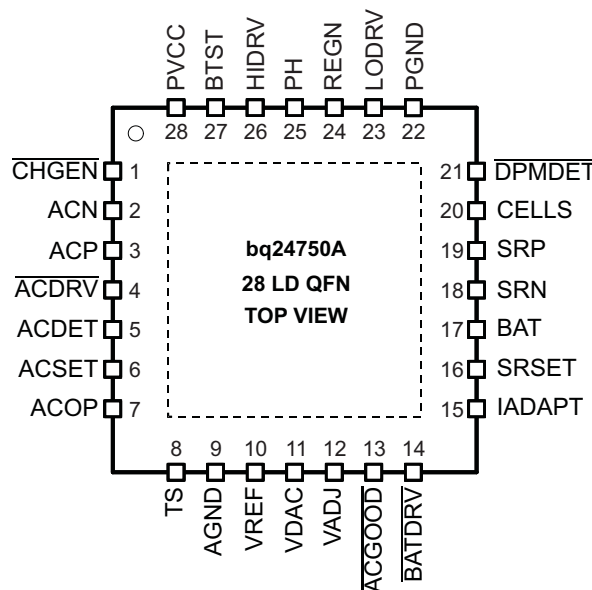 PVCC
BTST
HIDRV
PH
REGN
LODRV
PGND
28 27 26 25 24 23 22
CHGEN 1
ACN 2
ACP 3
ACDRV 4
ACDET 5
ACSET 6
ACOP 7
bq24750A
28 LD QFN
TOP VIEW
21 DPMDET
20 CELLS
19 SRP
18 SRN
17 BAT
16 SRSET
15 IADAPT
8 9 10 11 12 13 14
TS
AGND
VREF
VDAC
VADJ
ACGOOD
BATDRV